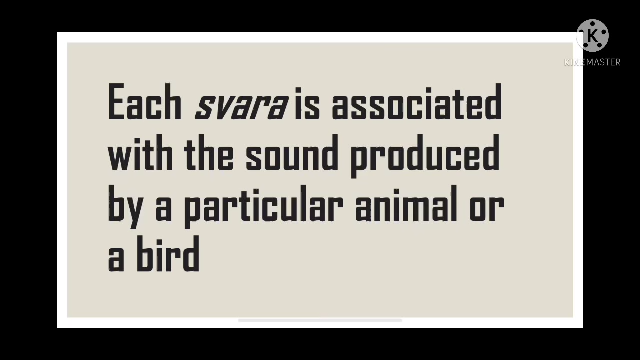 Each svara is associated
with the sound produced
by a particular animal or
a bird
K
KINEMASTER